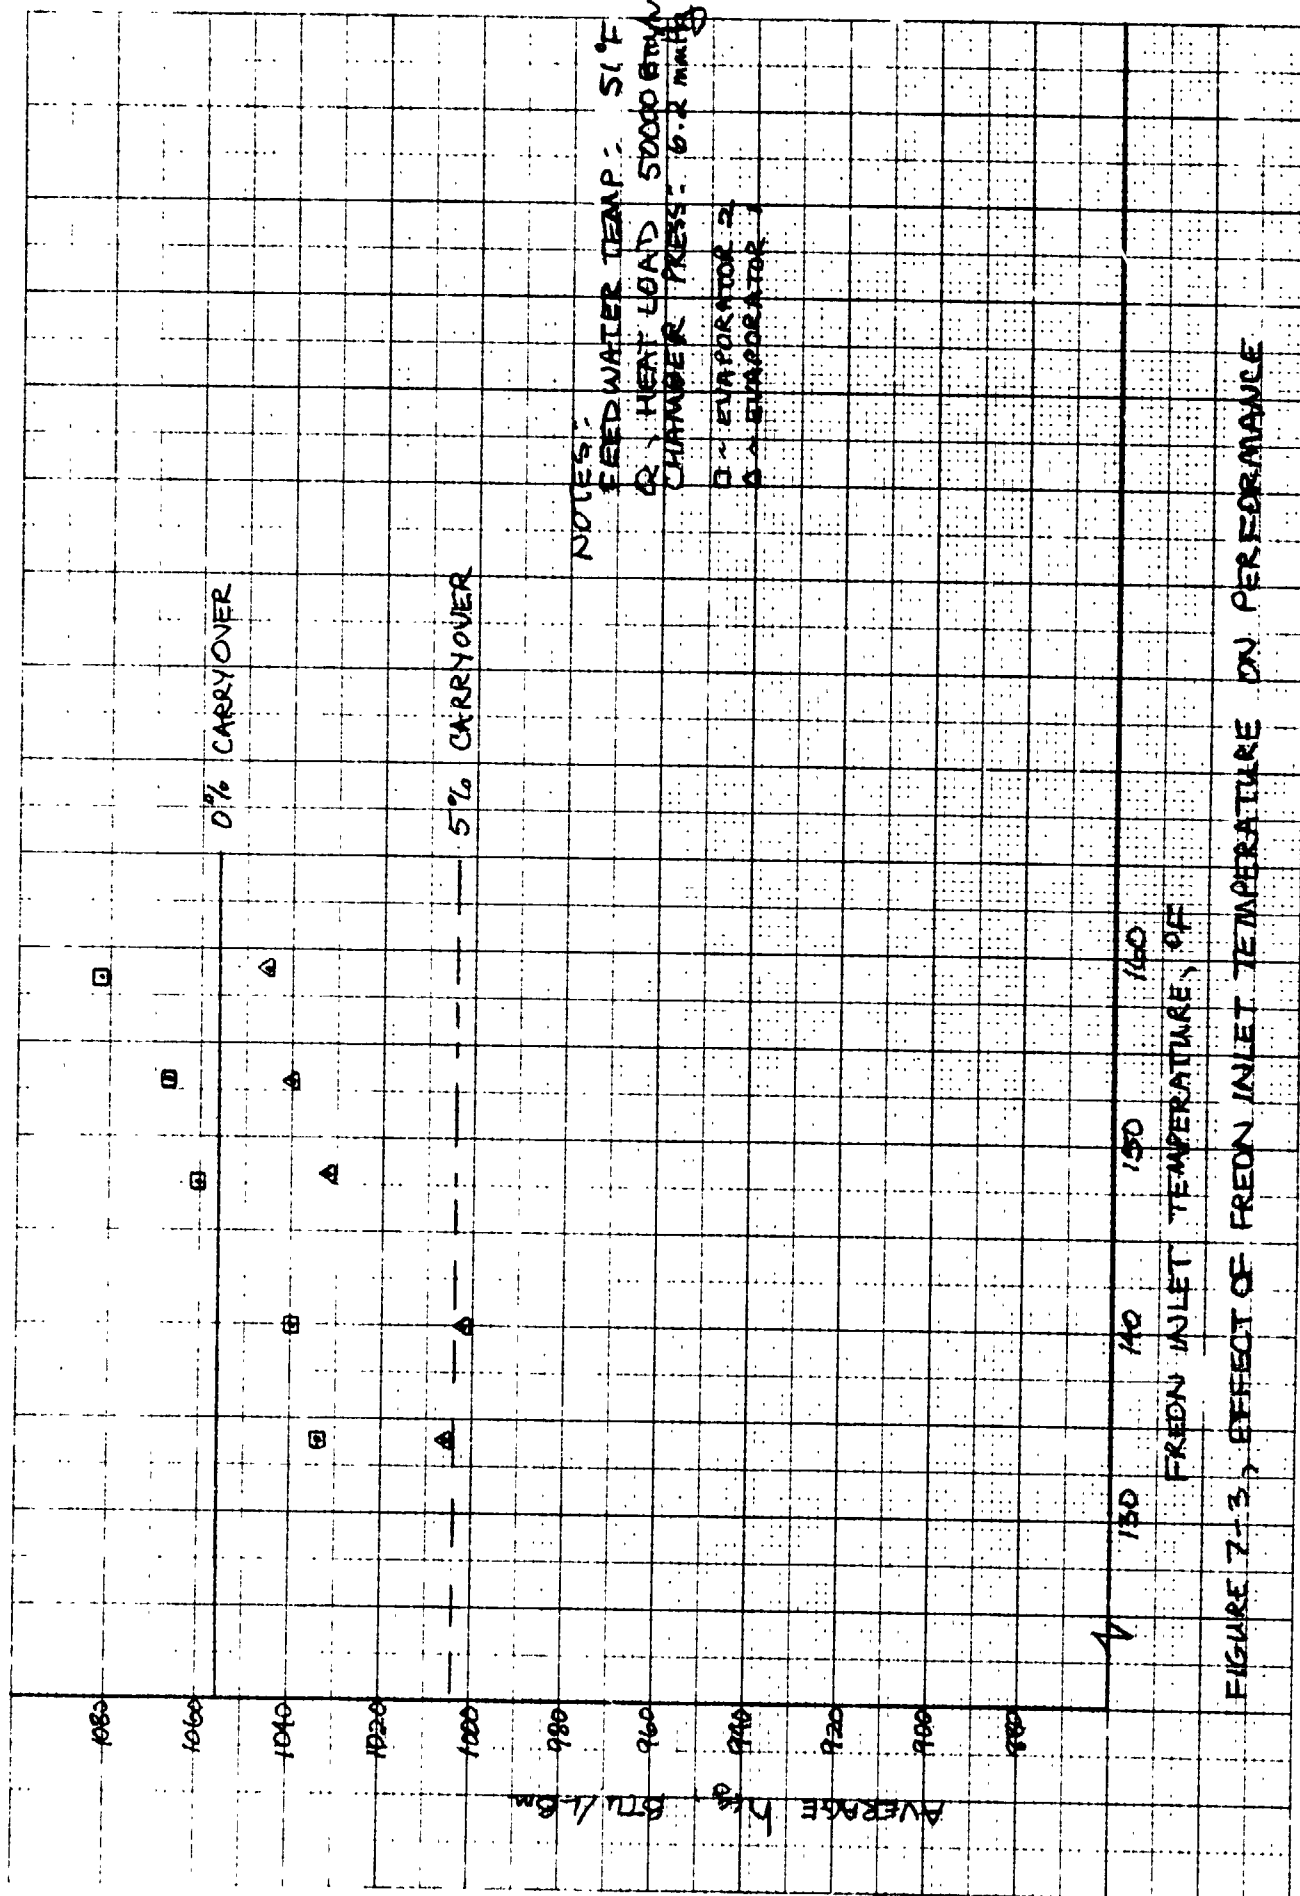 NOTES:-
FEEDWATER TEMP:- 51°F
Q, HEAT LOAD 50000 BTU/hr
CHAMBER PRESS:- 6.2 mmHg
□ ~ EVAPORATOR 2
△ ~ EVAPORATOR 1
0% CARRYOVER
5% CARRYOVER
1080
1060
1040
1020
1000
980
960
940
920
900
880
AVERAGE BTU/LBm
130 140 150 160
FREON INLET TEMPERATURE, °F
FIGURE 7-3, EFFECT OF FREON INLET TEMPERATURE ON PERFORMANCE